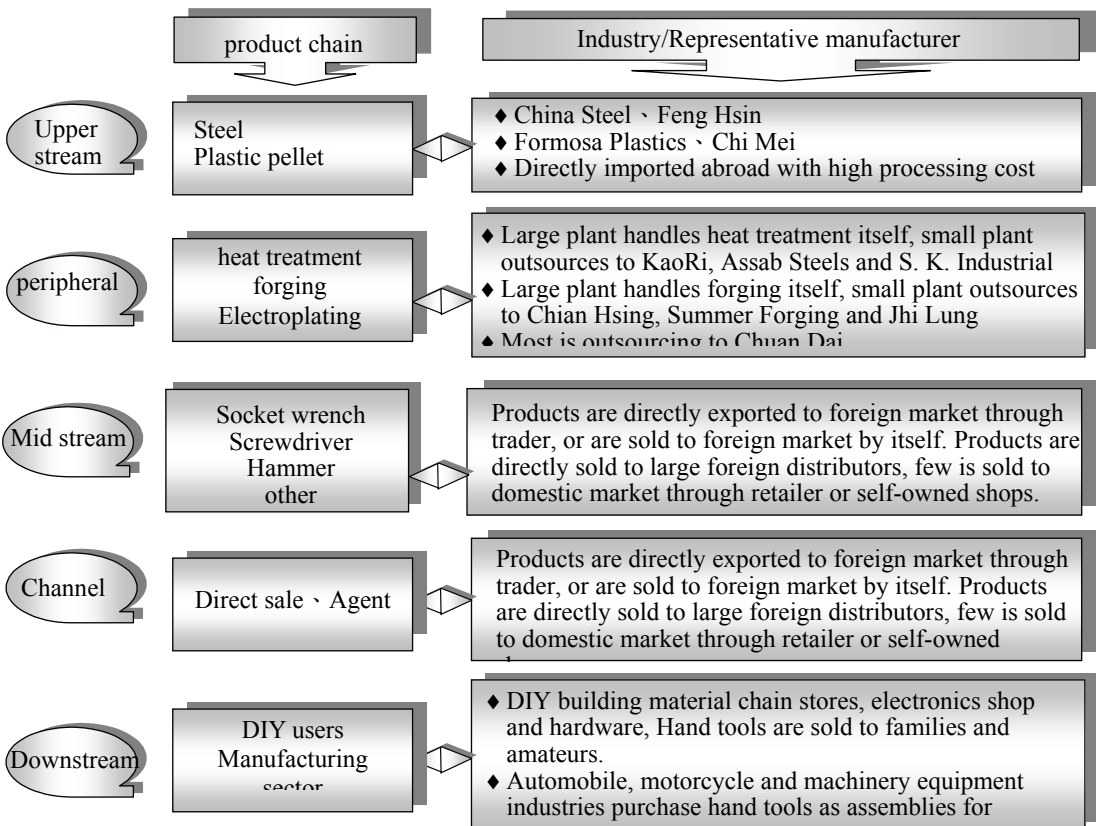 product chain
Industry/Representative manufacturer
Upper
stream
Steel
Plastic pellet
♦ China Steel、Feng Hsin
♦ Formosa Plastics、Chi Mei
♦ Directly imported abroad with high processing cost
peripheral
heat treatment
forging
Electroplating
♦ Large plant handles heat treatment itself, small plant
outsources to KaoRi, Assab Steels and S. K. Industrial
♦ Large plant handles forging itself, small plant outsources
to Chian Hsing, Summer Forging and Jhi Lung
♦ Most is outsourcing to Chuan Dai
Mid stream
Socket wrench
Screwdriver
Hammer
other
Products are directly exported to foreign market through
trader, or are sold to foreign market by itself. Products are
directly sold to large foreign distributors, few is sold to
domestic market through retailer or self-owned shops.
Channel
Direct sale、Agent
Products are directly exported to foreign market through
trader, or are sold to foreign market by itself. Products
are directly sold to large foreign distributors, few is sold
to domestic market through retailer or self-owned
Downstream
DIY users
Manufacturing
sector
♦ DIY building material chain stores, electronics shop
and hardware, Hand tools are sold to families and
amateurs.
♦ Automobile, motorcycle and machinery equipment
industries purchase hand tools as assemblies for